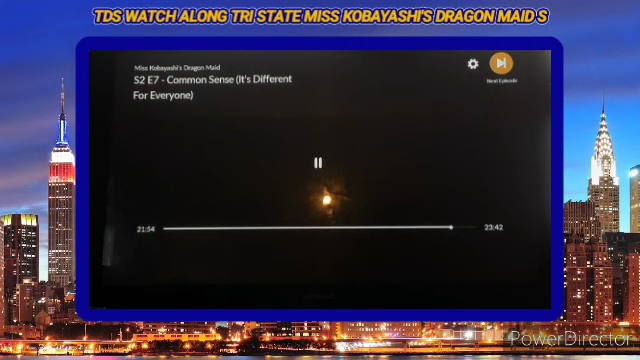 TDS WATCH ALONG TRI STATE MISS KOBAYASHI'S DRAGON MAID S
Miss Kobayashi's Dragon Maid
S2 E7 - Common Sense (It's Different
For Everyone)
Next Episode
21:54
23:42
PowerDirector